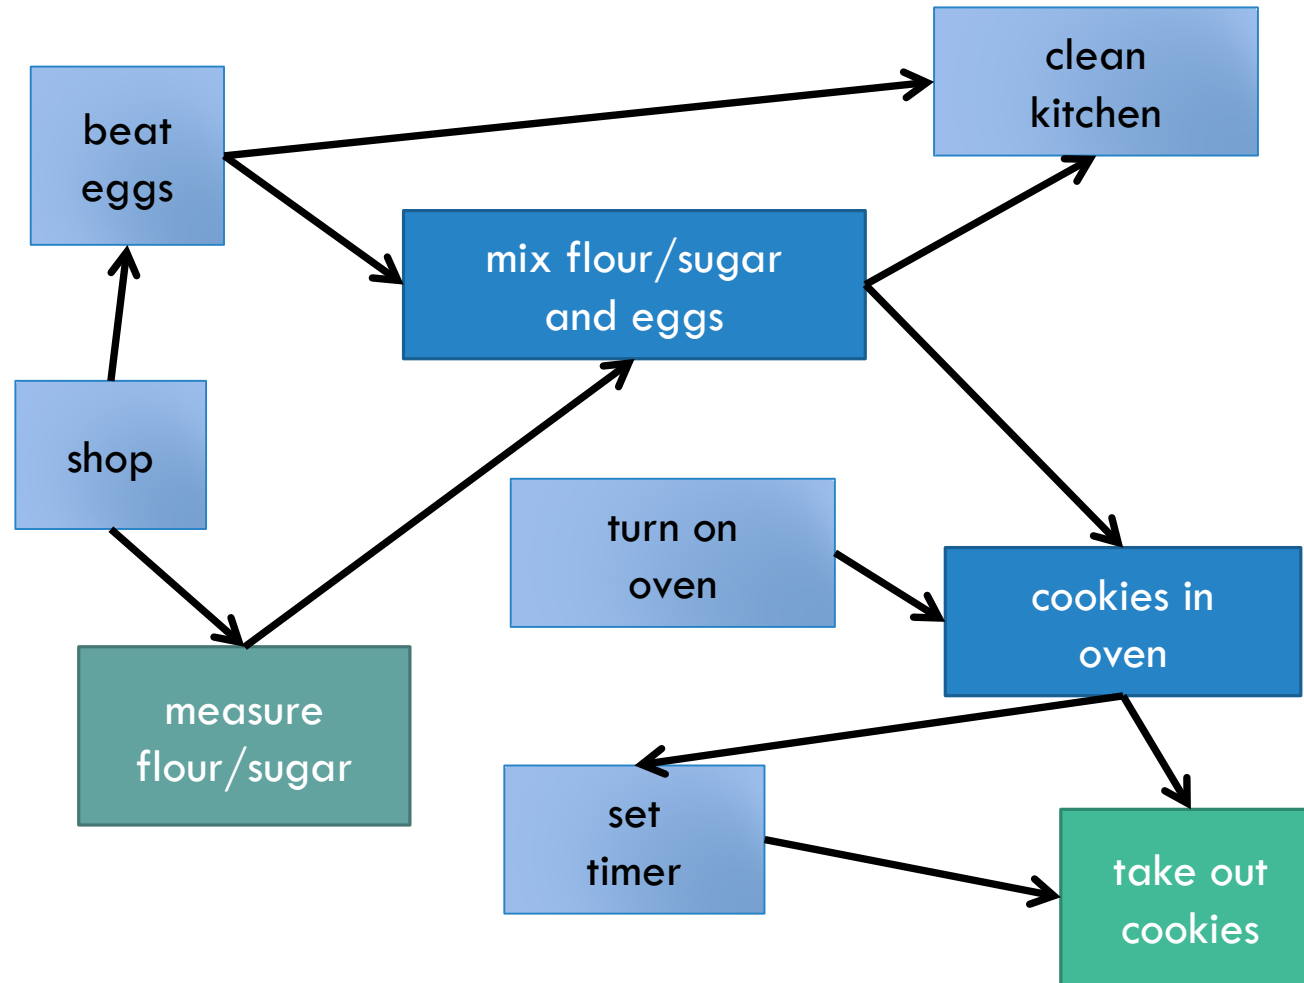 clean
kitchen
beat
eggs
mix flour/sugar
and eggs
shop
turn on
oven
cookies in
oven
measure
flour/sugar
set
timer
take out
cookies